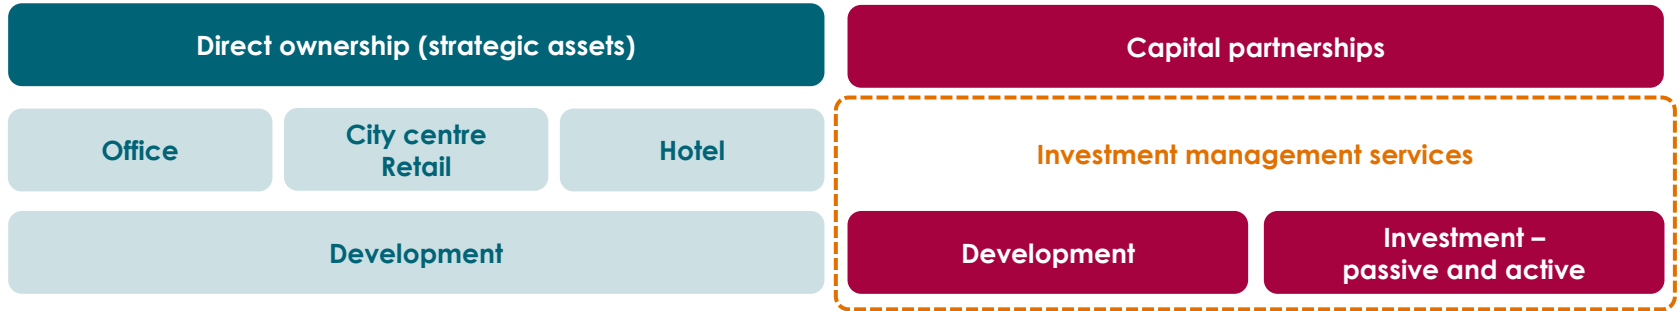 Direct ownership (strategic assets)
Capital partnerships
Office
City centre
Retail
Hotel
Investment management services
Development
Development
Investment –
passive and active